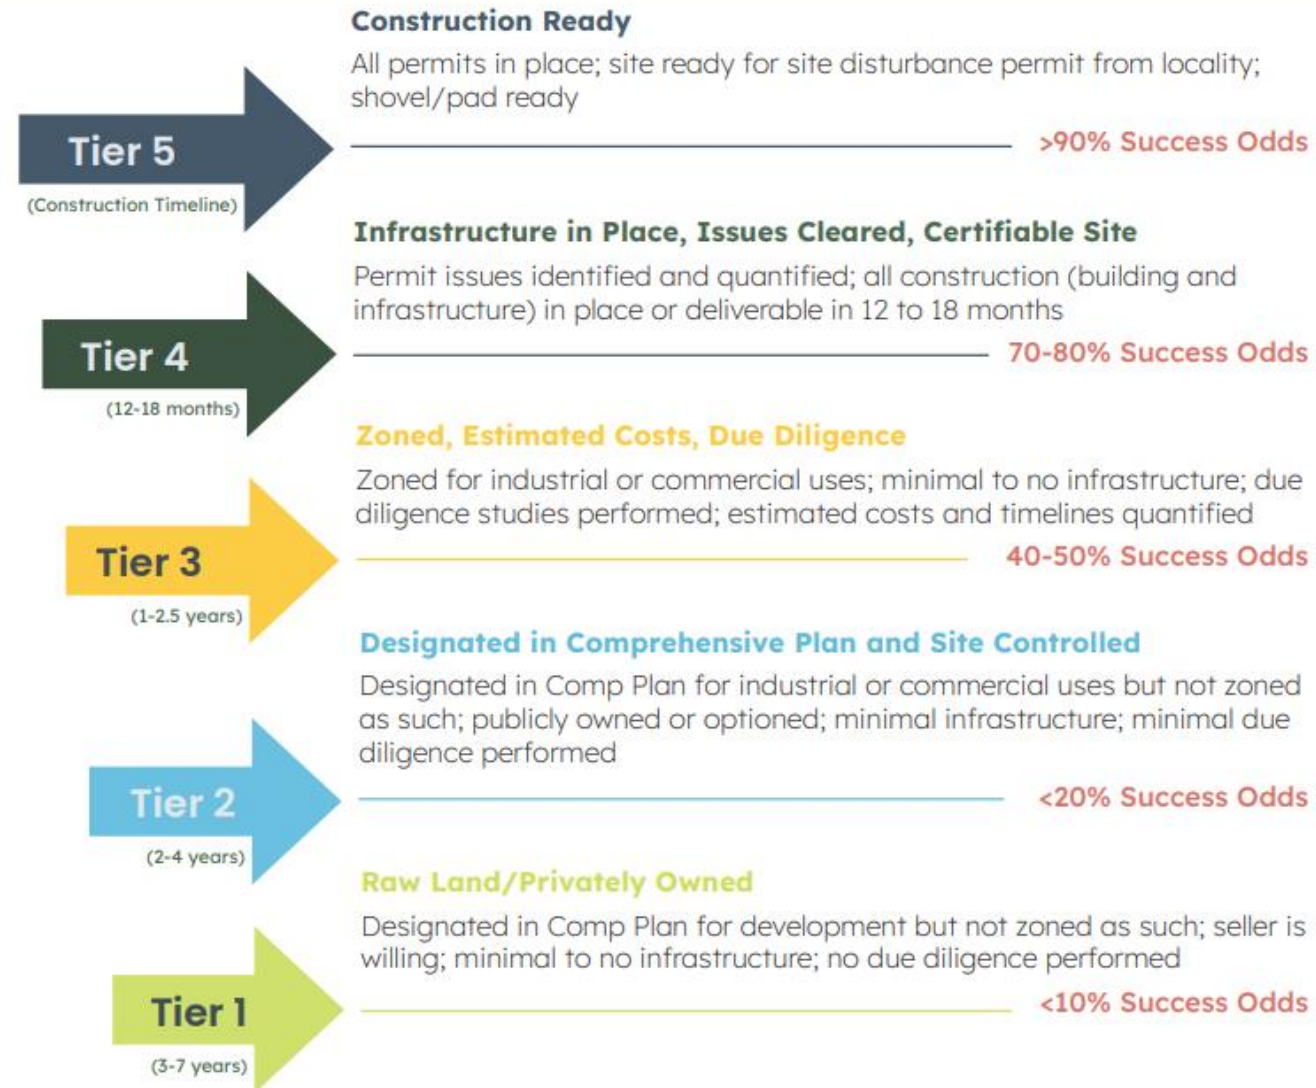 Construction Ready
All permits in place; site ready for site disturbance permit from locality;
shovel/pad ready
Tier 5
>90% Success Odds
(Construction Timeline)
Infrastructure in Place, Issues Cleared, Certifiable Site
Permit issues identified and quantified; all construction (building and
infrastructure) in place or deliverable in 12 to 18 months
Tier 4
70-80% Success Odds
(12-18 months)
Zoned, Estimated Costs, Due Diligence
Zoned for industrial or commercial uses; minimal to no infrastructure; due
diligence studies performed; estimated costs and timelines quantified
Tier 3
40-50% Success Odds
(1-2.5 years)
Designated in Comprehensive Plan and Site Controlled
Designated in Comp Plan for industrial or commercial uses but not zoned
as such; publicly owned or optioned; minimal infrastructure; minimal due
diligence performed
Tier 2
<20% Success Odds
(2-4 years)
Raw Land/Privately Owned
Designated in Comp Plan for development but not zoned as such; seller is
willing; minimal to no infrastructure; no due diligence performed
Tier 1
<10% Success Odds
(3-7 years)